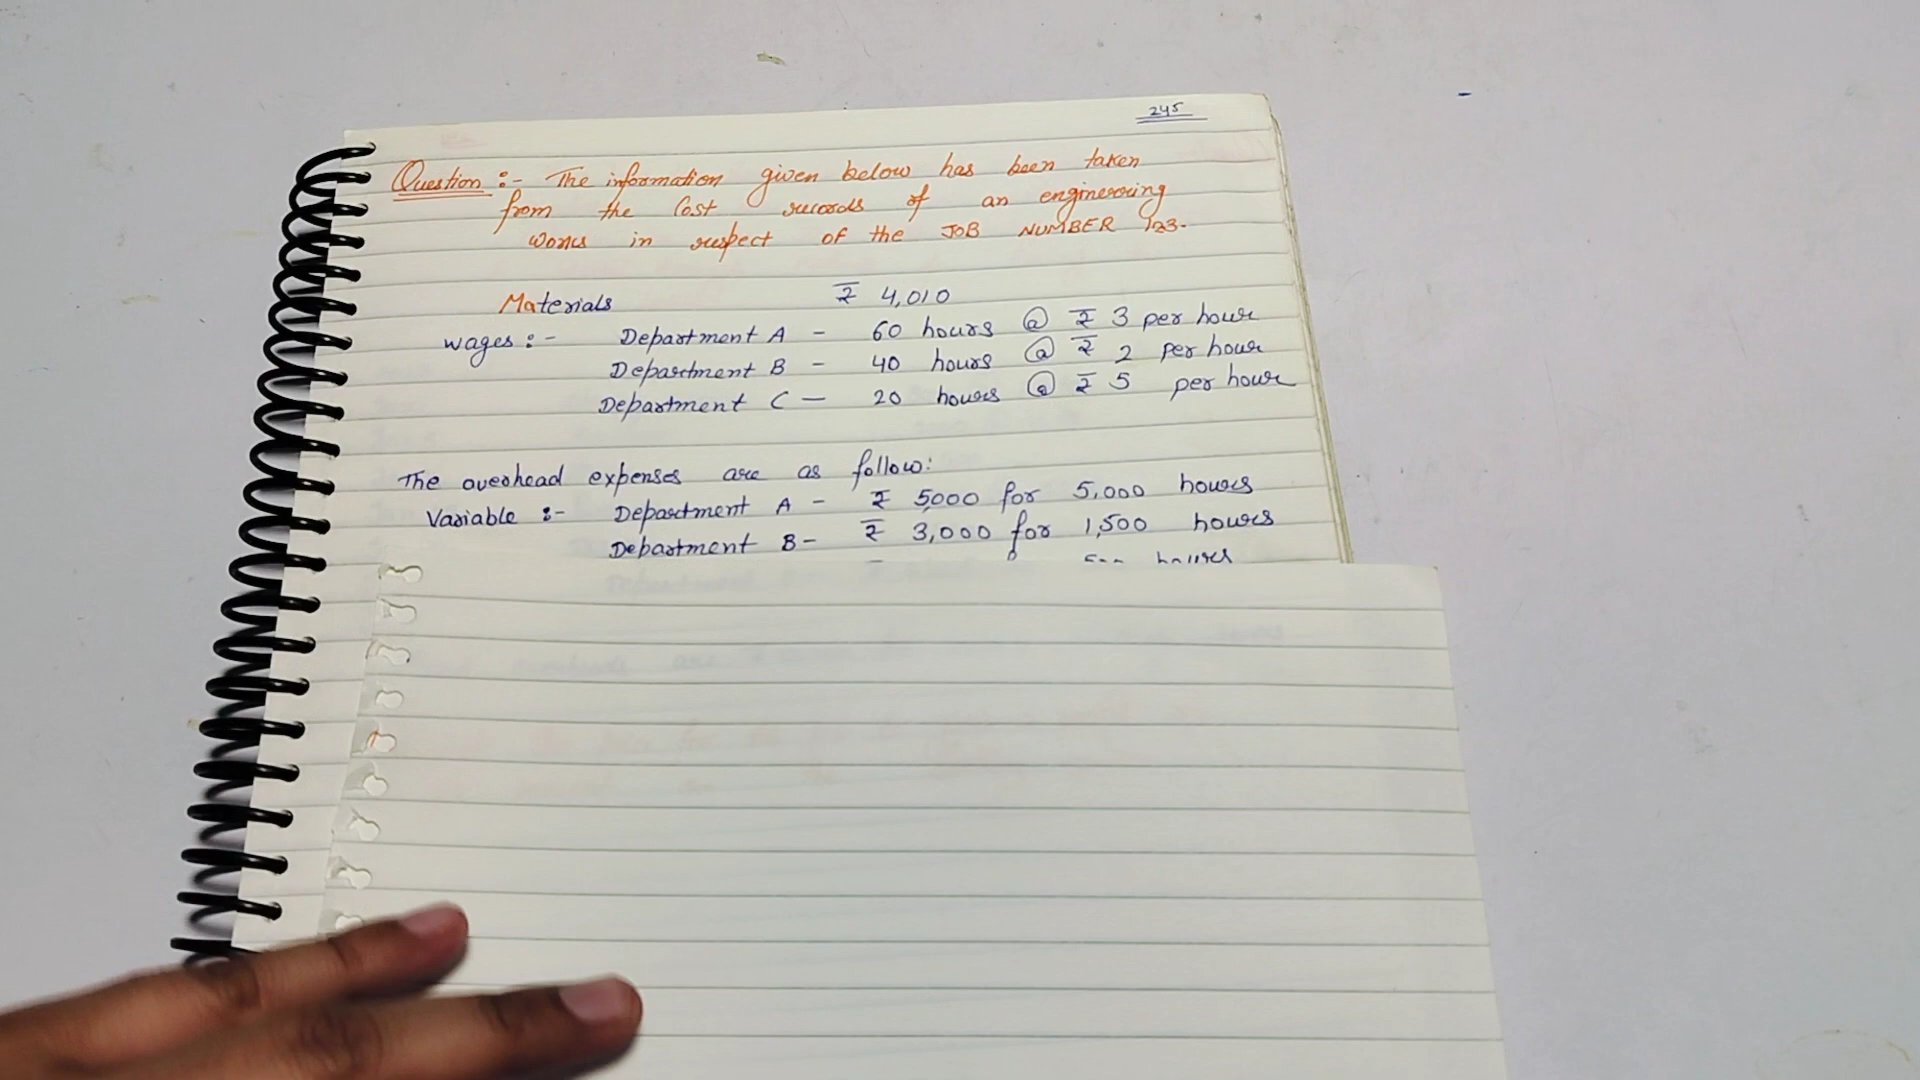 245
Question :- The information given below has been taken
from the Cost records of an engineering
works in respect of the JOB NUMBER 123.
Materials ₹ 4,010
Wages :- Department A - 60 hours @ ₹ 3 per hour
Department B - 40 hours @ ₹ 2 per hour
Department C - 20 hours @ ₹ 5 per hour
The overhead expenses are as follow:
Variable :- Department A - ₹ 5000 for 5,000 hours
Department B - ₹ 3,000 for 1,500 hours
hours